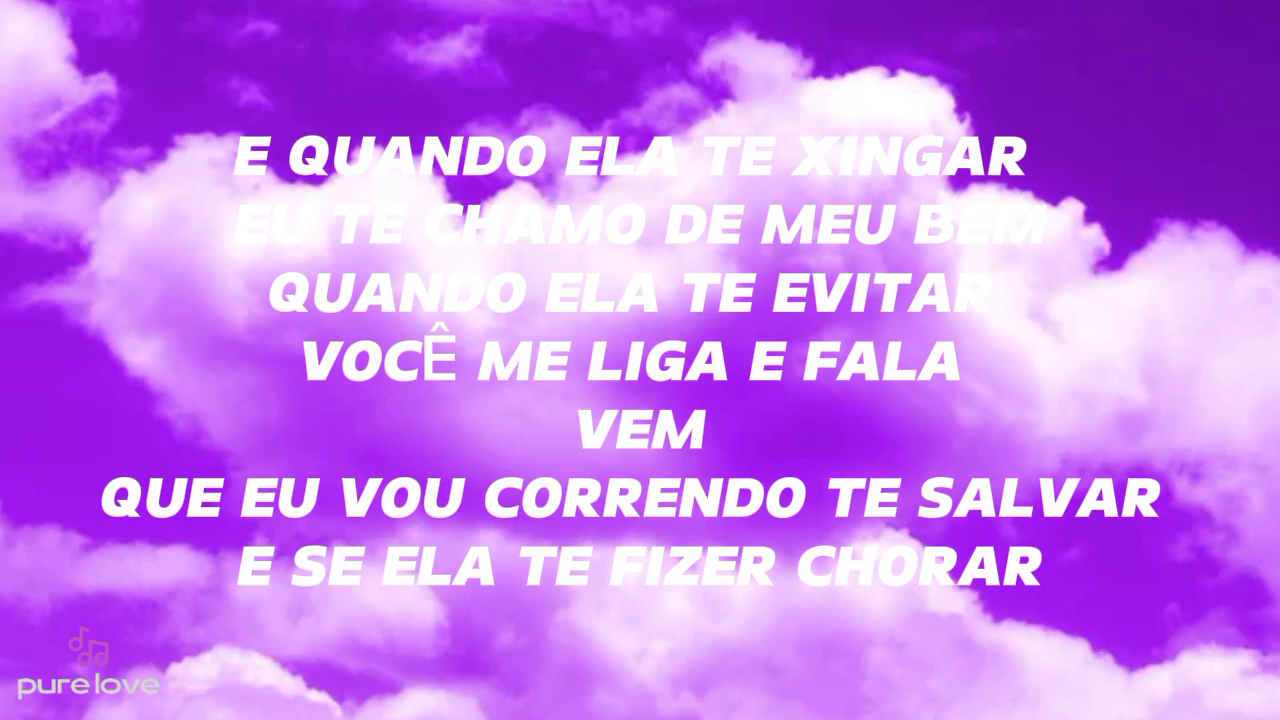 E QUANDO ELA TE XINGAR
EU TE CHAMO DE MEU BEM
QUANDO ELA TE EVITAR
VOCÊ ME LIGA E FALA
VEM
QUE EU VOU CORRENDO TE SALVAR
E SE ELA TE FIZER CHORAR
pure love